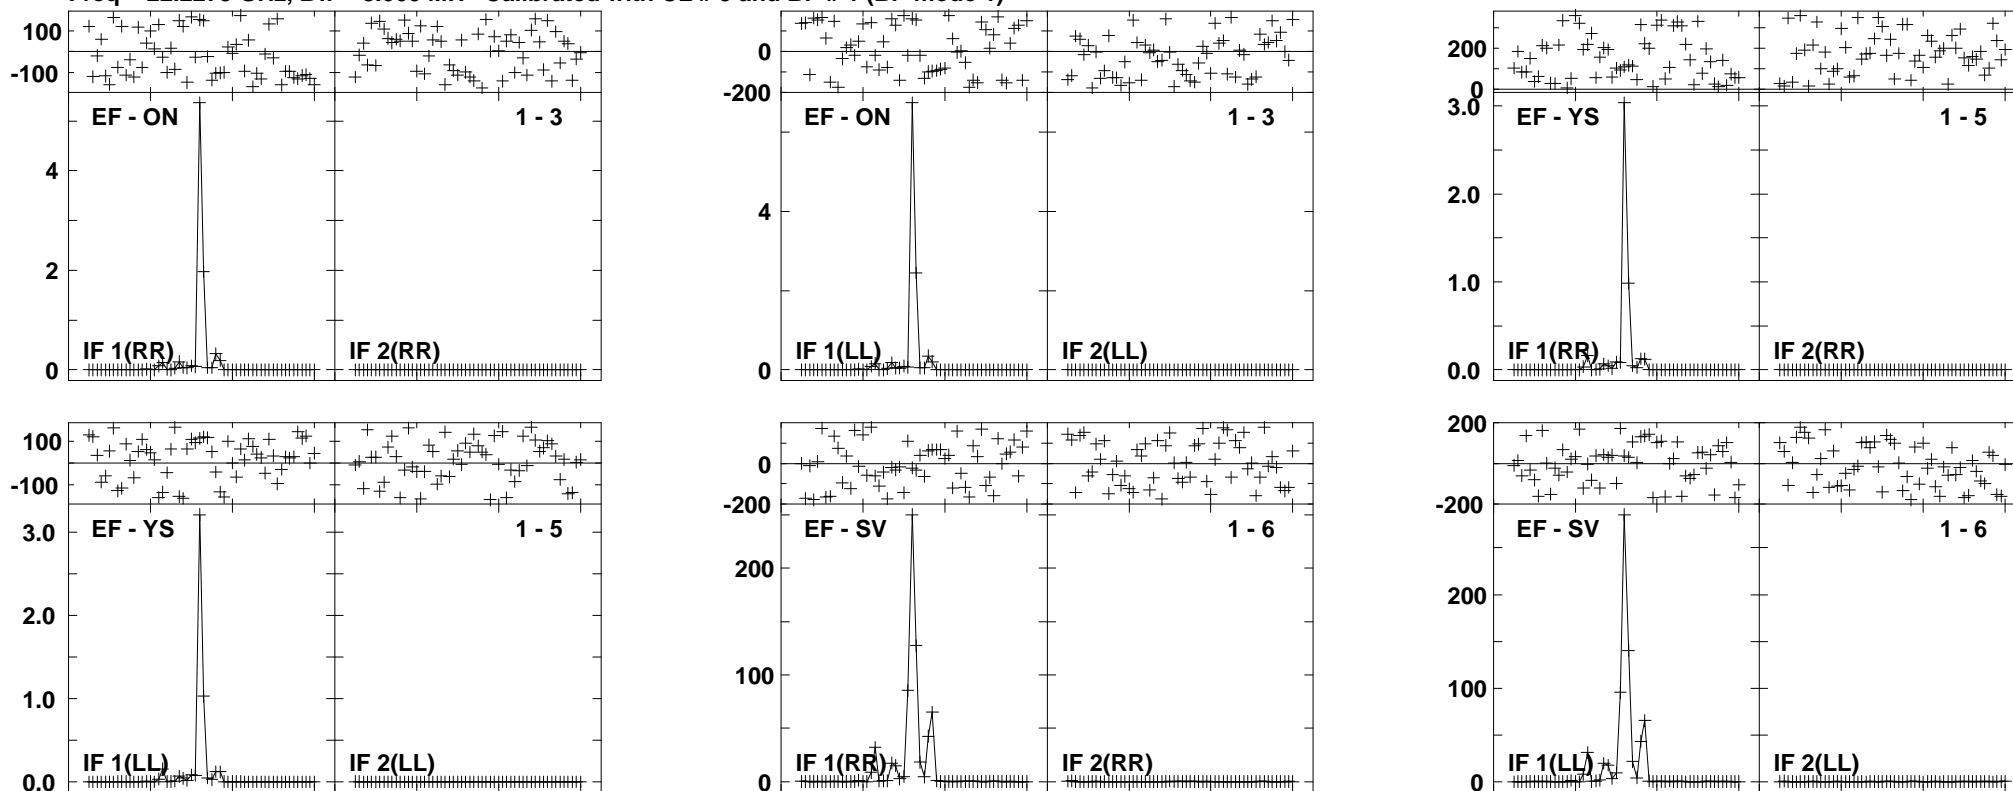 100
-100
EF - ON
1 - 3
4
2
0
IF 1(RR)
IF 2(RR)
0
-200
EF - ON
1 - 3
4
0
IF 1(LL)
IF 2(LL)
200
0
EF - YS
1 - 5
3.0
2.0
1.0
0.0
IF 1(RR)
IF 2(RR)
100
-100
EF - YS
1 - 5
3.0
2.0
1.0
0.0
IF 1(LL)
IF 2(LL)
200
0
-200
EF - SV
1 - 6
200
100
0
IF 1(RR)
IF 2(RR)
200
-200
EF - SV
1 - 6
200
100
0
IF 1(LL)
IF 2(LL)